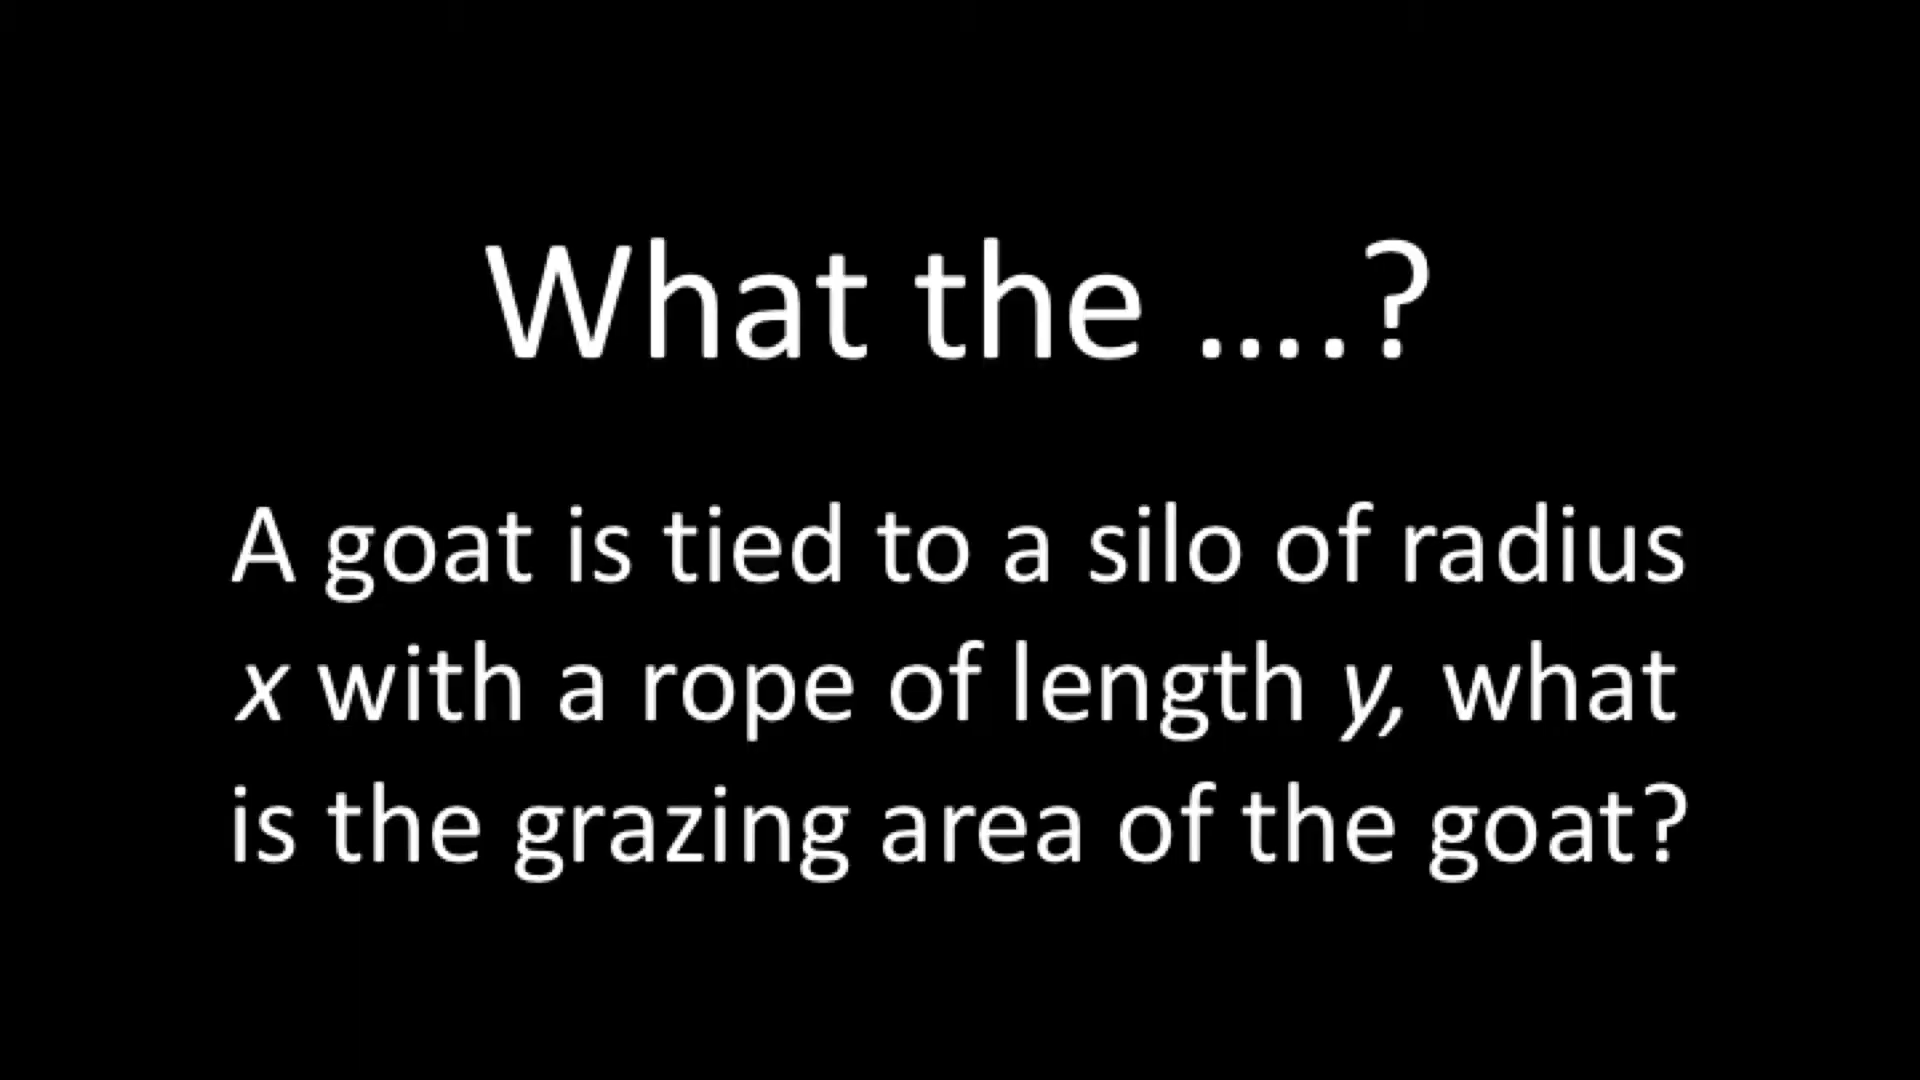 What the ....?
A goat is tied to a silo of radius
x with a rope of length y, what
is the grazing area of the goat?